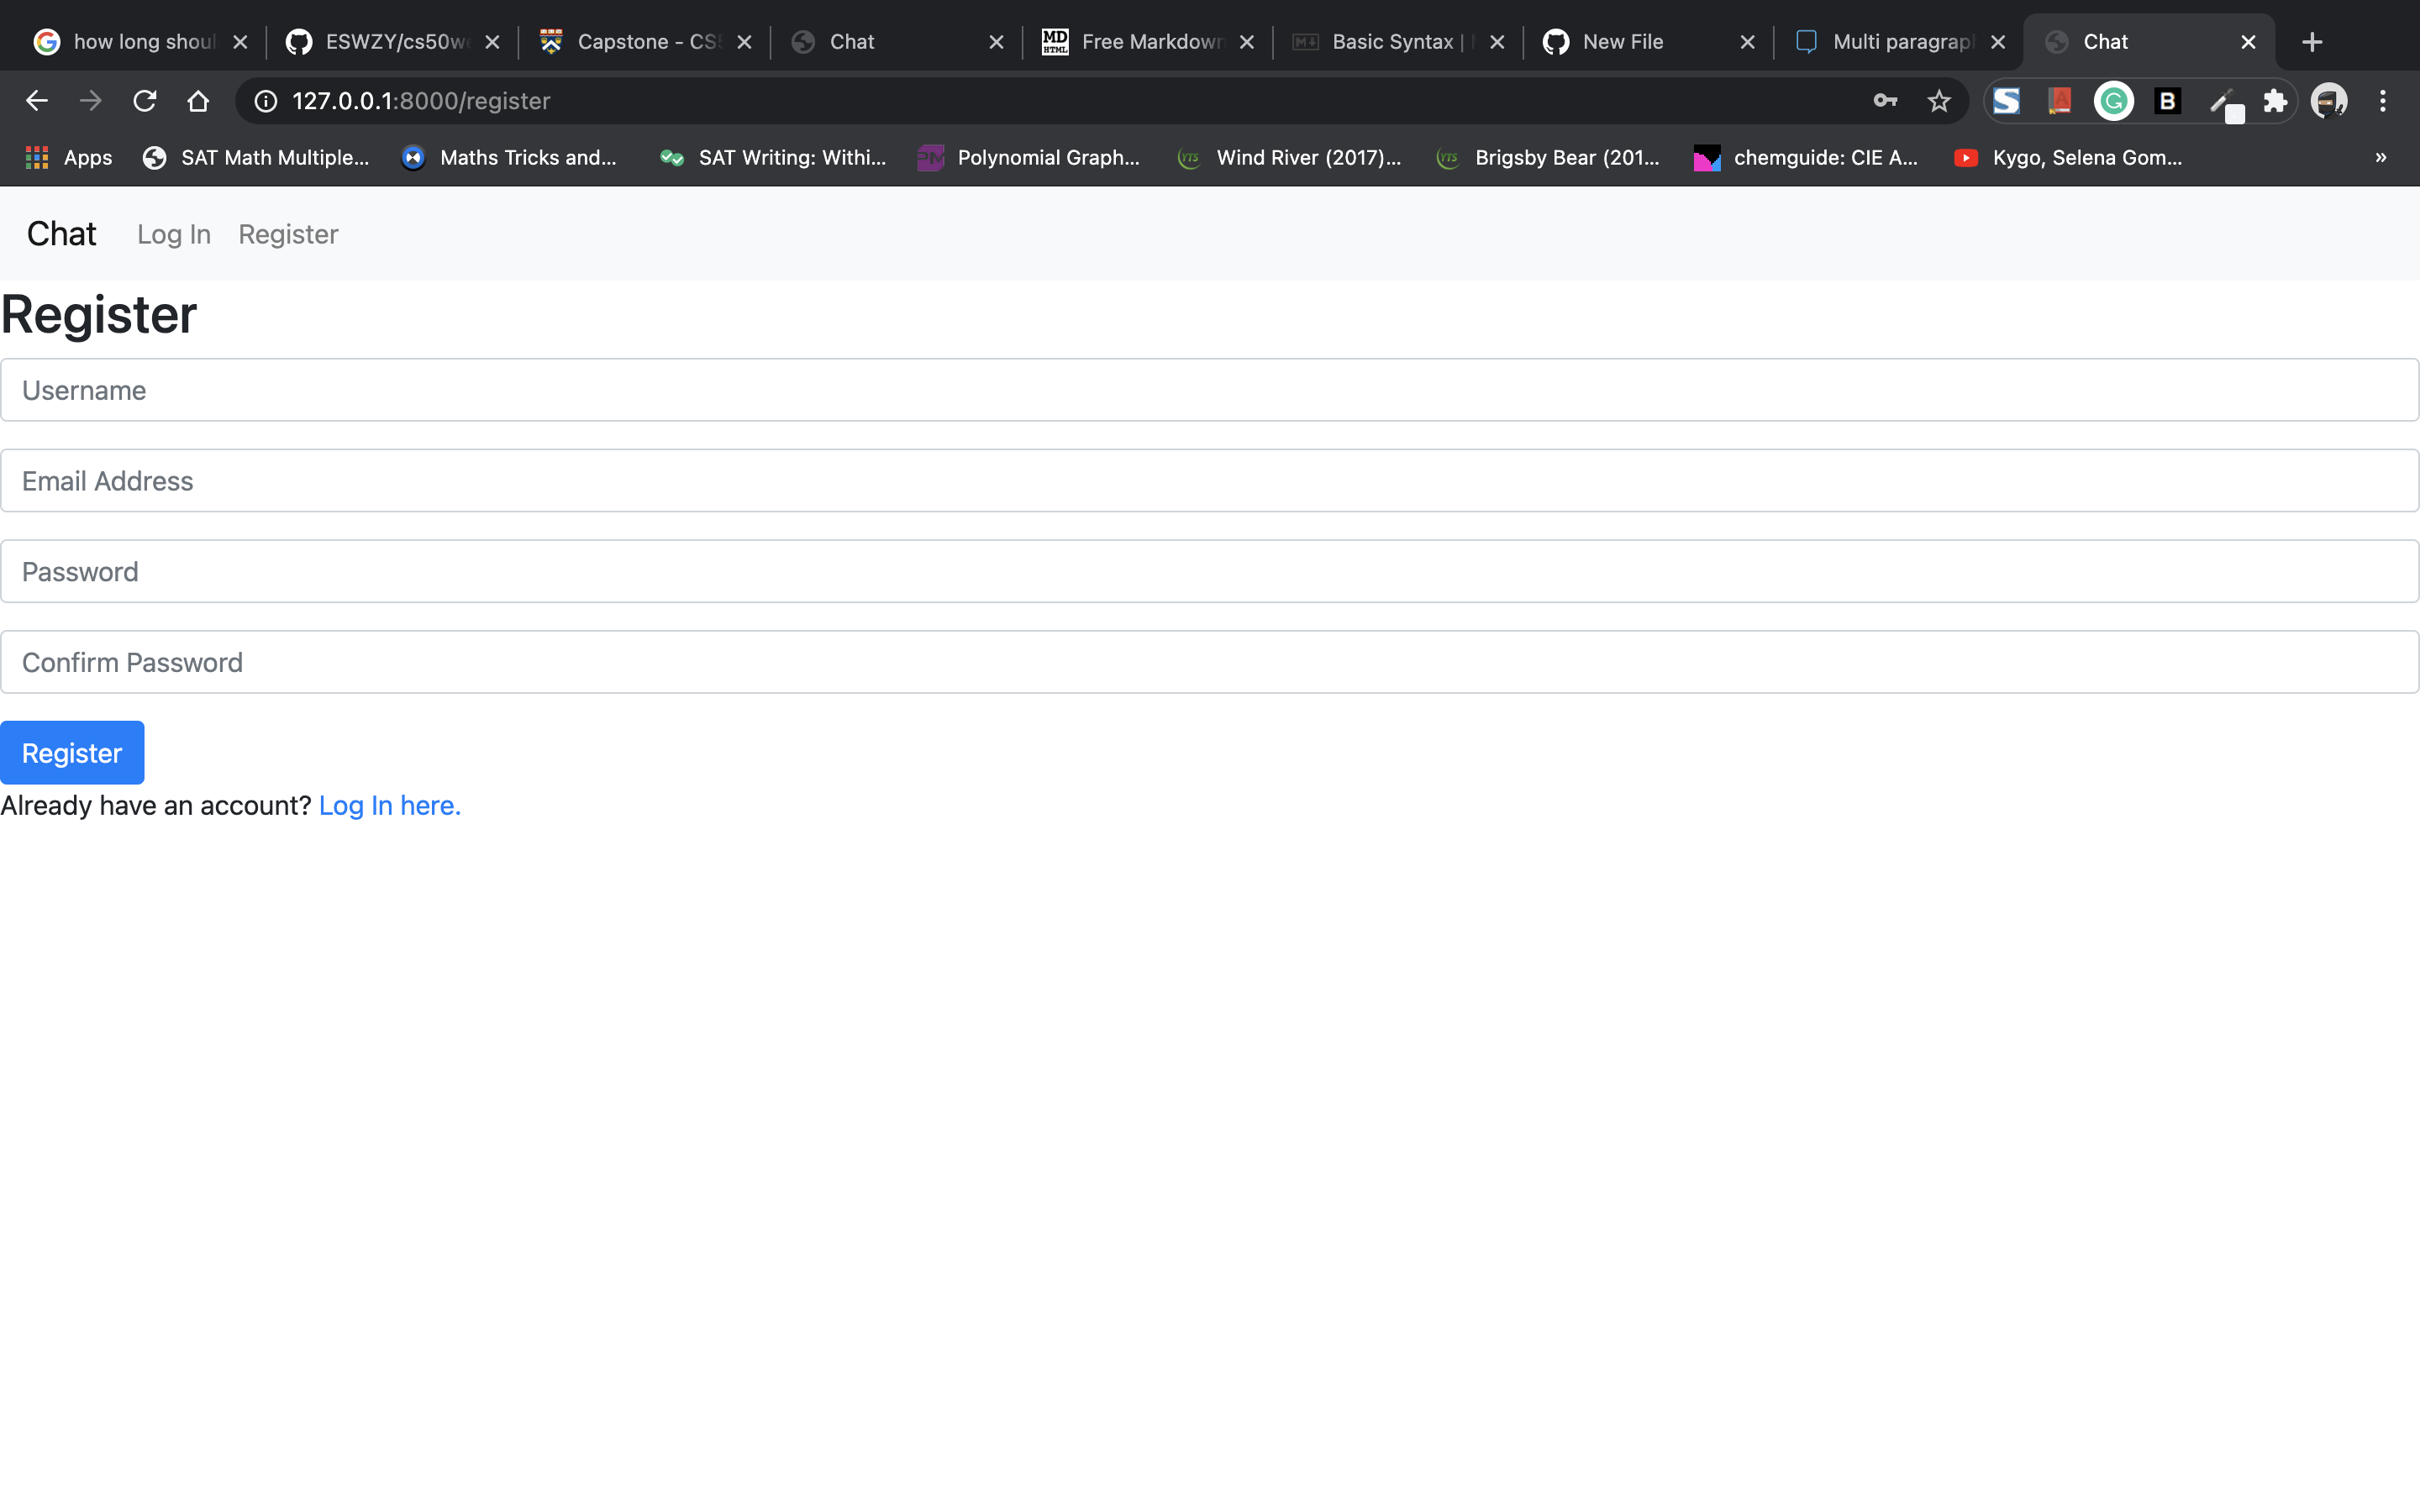 how long shoul ESWZY/cs50we Capstone - CS5 Chat Free Markdown Basic Syntax | New File Multi paragrap Chat
127.0.0.1:8000/register
Apps SAT Math Multiple... Maths Tricks and... SAT Writing: Withi... Polynomial Graph... Wind River (2017)... Brigsby Bear (201... chemguide: CIE A... Kygo, Selena Gom... »
Chat Log In Register
Register
Username
Email Address
Password
Confirm Password
Register
Already have an account? Log In here.